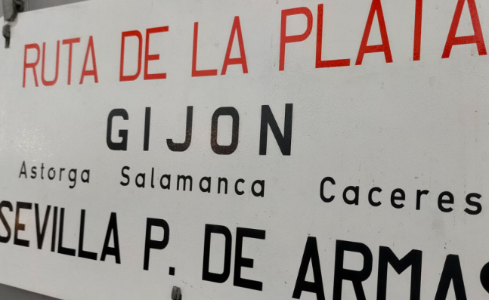 RUTA DE LA PLATA
GIJON
Astorga Salamanca Caceres
SEVILLA P. DE ARMAS